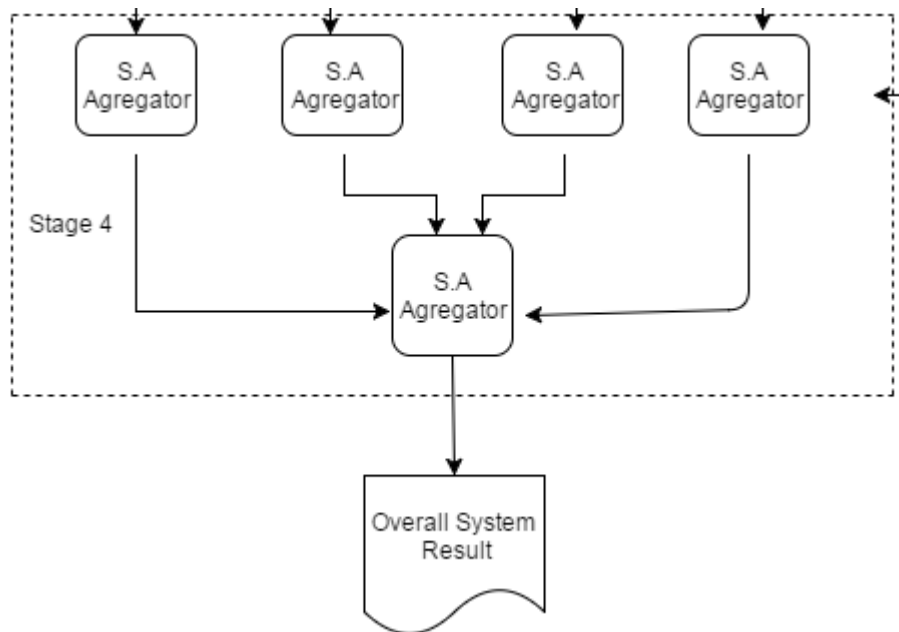 S.A
Agregator
S.A
Agregator
S.A
Agregator
S.A
Agregator
Stage 4
S.A
Agregator
Overall System
Result